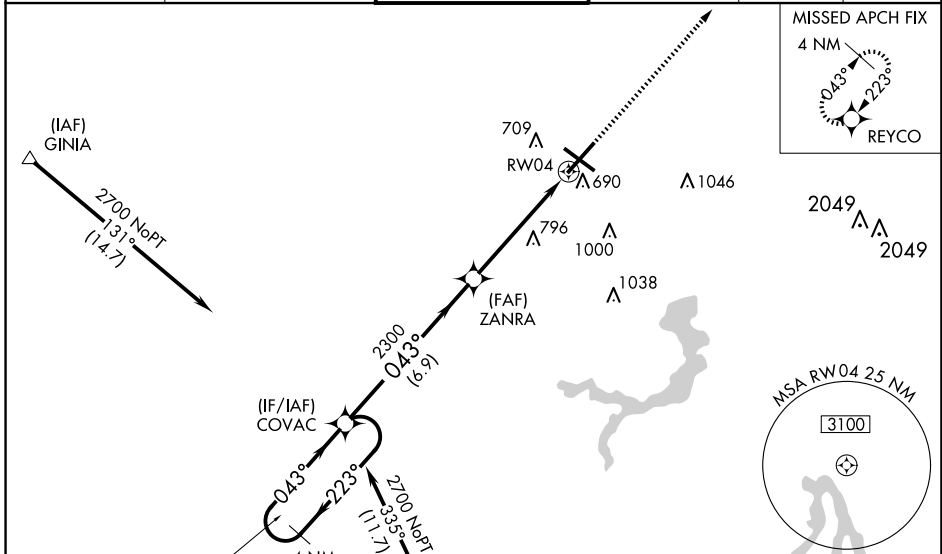 MISSED APCH FIX
4 NM
043°
223°
REYCO
(IAF)
GINIA
2700 NoPT
131°
(14.7)
709
RW04
690
1046
796
1000
2049
2049
1038
(FAF)
ZANRA
2300
043°
(6.9)
(IF/IAF)
COVAC
043°
223°
2700 NoPT
335°
(11.7)
4 NM
MSA RW04 25 NM
3100